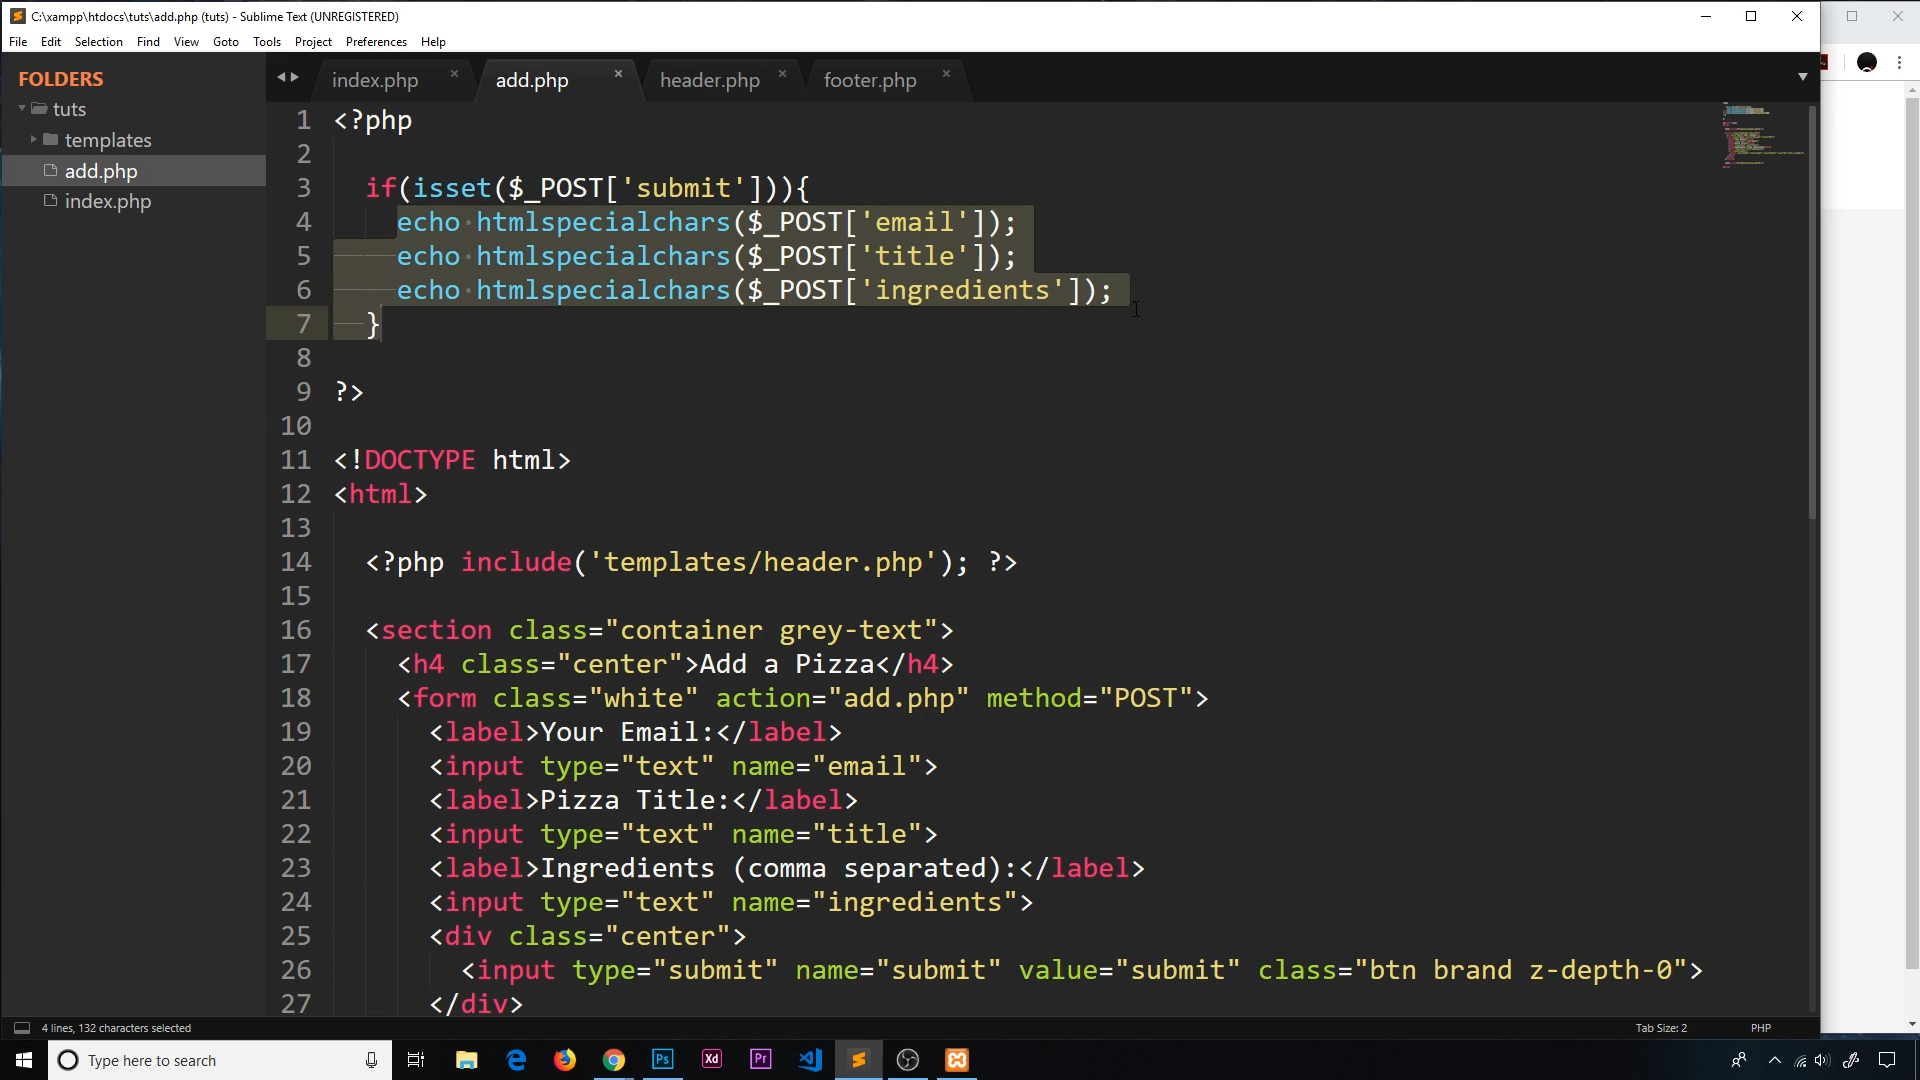 C:\xampp\htdocs\tuts\add.php (tuts) - Sublime Text (UNREGISTERED)
File Edit Selection Find View Goto Tools Project Preferences Help
FOLDERS
tuts
templates
add.php
index.php
index.php add.php header.php footer.php
1 <?php
2
3 if(isset($_POST['submit'])){
4 echo htmlspecialchars($_POST['email']);
5 echo htmlspecialchars($_POST['title']);
6 echo htmlspecialchars($_POST['ingredients']);
7 }
8
9 ?>
10
11 <!DOCTYPE html>
12 <html>
13
14 <?php include('templates/header.php'); ?>
15
16 <section class="container grey-text">
17 <h4 class="center">Add a Pizza</h4>
18 <form class="white" action="add.php" method="POST">
19 <label>Your Email:</label>
20 <input type="text" name="email">
21 <label>Pizza Title:</label>
22 <input type="text" name="title">
23 <label>Ingredients (comma separated):</label>
24 <input type="text" name="ingredients">
25 <div class="center">
26 <input type="submit" name="submit" value="submit" class="btn brand z-depth-0">
27 </div>
4 lines, 132 characters selected
Tab Size: 2 PHP
Type here to search
Ps Xd Pr